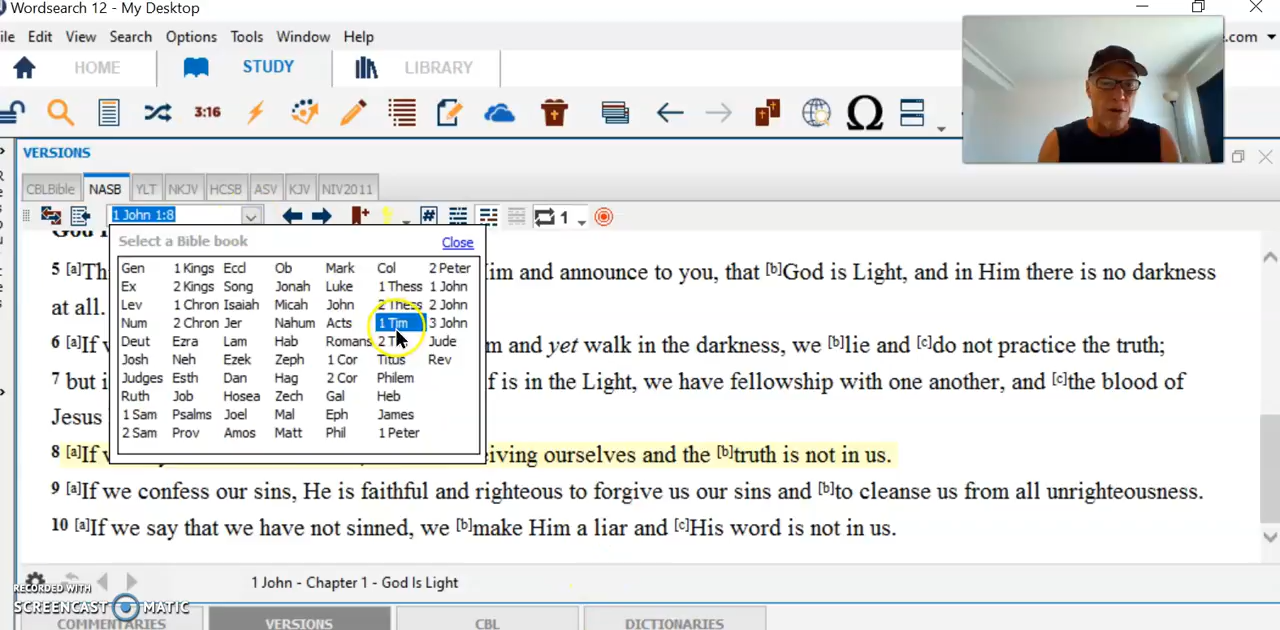 Wordsearch 12 - My Desktop
ile Edit View Search Options Tools Window Help
.com
HOME STUDY LIBRARY
3:16
VERSIONS
CBLBible NASB YLT NKJV HCSB ASV KJV NIV2011
1 John 1:8 # 1
Select a Bible book Close
Gen 1 Kings Eccl Ob Mark Col 2 Peter
Ex 2 Kings Song Jonah Luke 1 Thess 1 John
Lev 1 Chron Isaiah Micah John 2 Thess 2 John
Num 2 Chron Jer Nahum Acts 1 Tim 3 John
Deut Ezra Lam Hab Romans 2 Jude
Josh Neh Ezek Zeph 1 Cor Titus Rev
Judges Esth Dan Hag 2 Cor Philem
Ruth Job Hosea Zech Gal Heb
1 Sam Psalms Joel Mal Eph James
2 Sam Prov Amos Matt Phil 1 Peter
5 [a]Th im and announce to you, that [b]God is Light, and in Him there is no darkness
at all.
6 [a]If m and yet walk in the darkness, we [b]lie and [c]do not practice the truth;
7 but i f is in the Light, we have fellowship with one another, and [c]the blood of
Jesus
8 [a]If eiving ourselves and the [b]truth is not in us.
9 [a]If we confess our sins, He is faithful and righteous to forgive us our sins and [b]to cleanse us from all unrighteousness.
10 [a]If we say that we have not sinned, we [b]make Him a liar and [c]His word is not in us.
1 John - Chapter 1 - God Is Light
RECORDED WITH
SCREENCAST MATIC
COMMENTARIES VERSIONS CBL DICTIONARIES